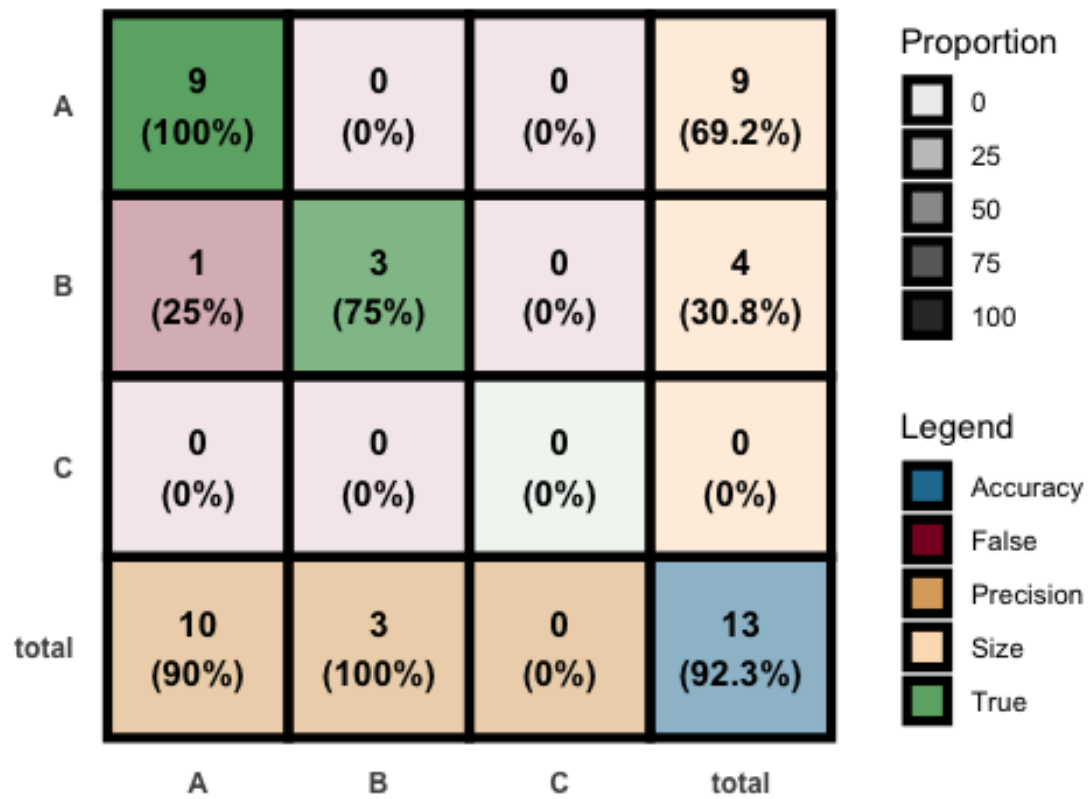 A
9
(100%)
0
(0%)
0
(0%)
9
(69.2%)
B
1
(25%)
3
(75%)
0
(0%)
4
(30.8%)
C
0
(0%)
0
(0%)
0
(0%)
0
(0%)
total
10
(90%)
3
(100%)
0
(0%)
13
(92.3%)
A
B
C
total
Proportion
0
25
50
75
100
Legend
Accuracy
False
Precision
Size
True